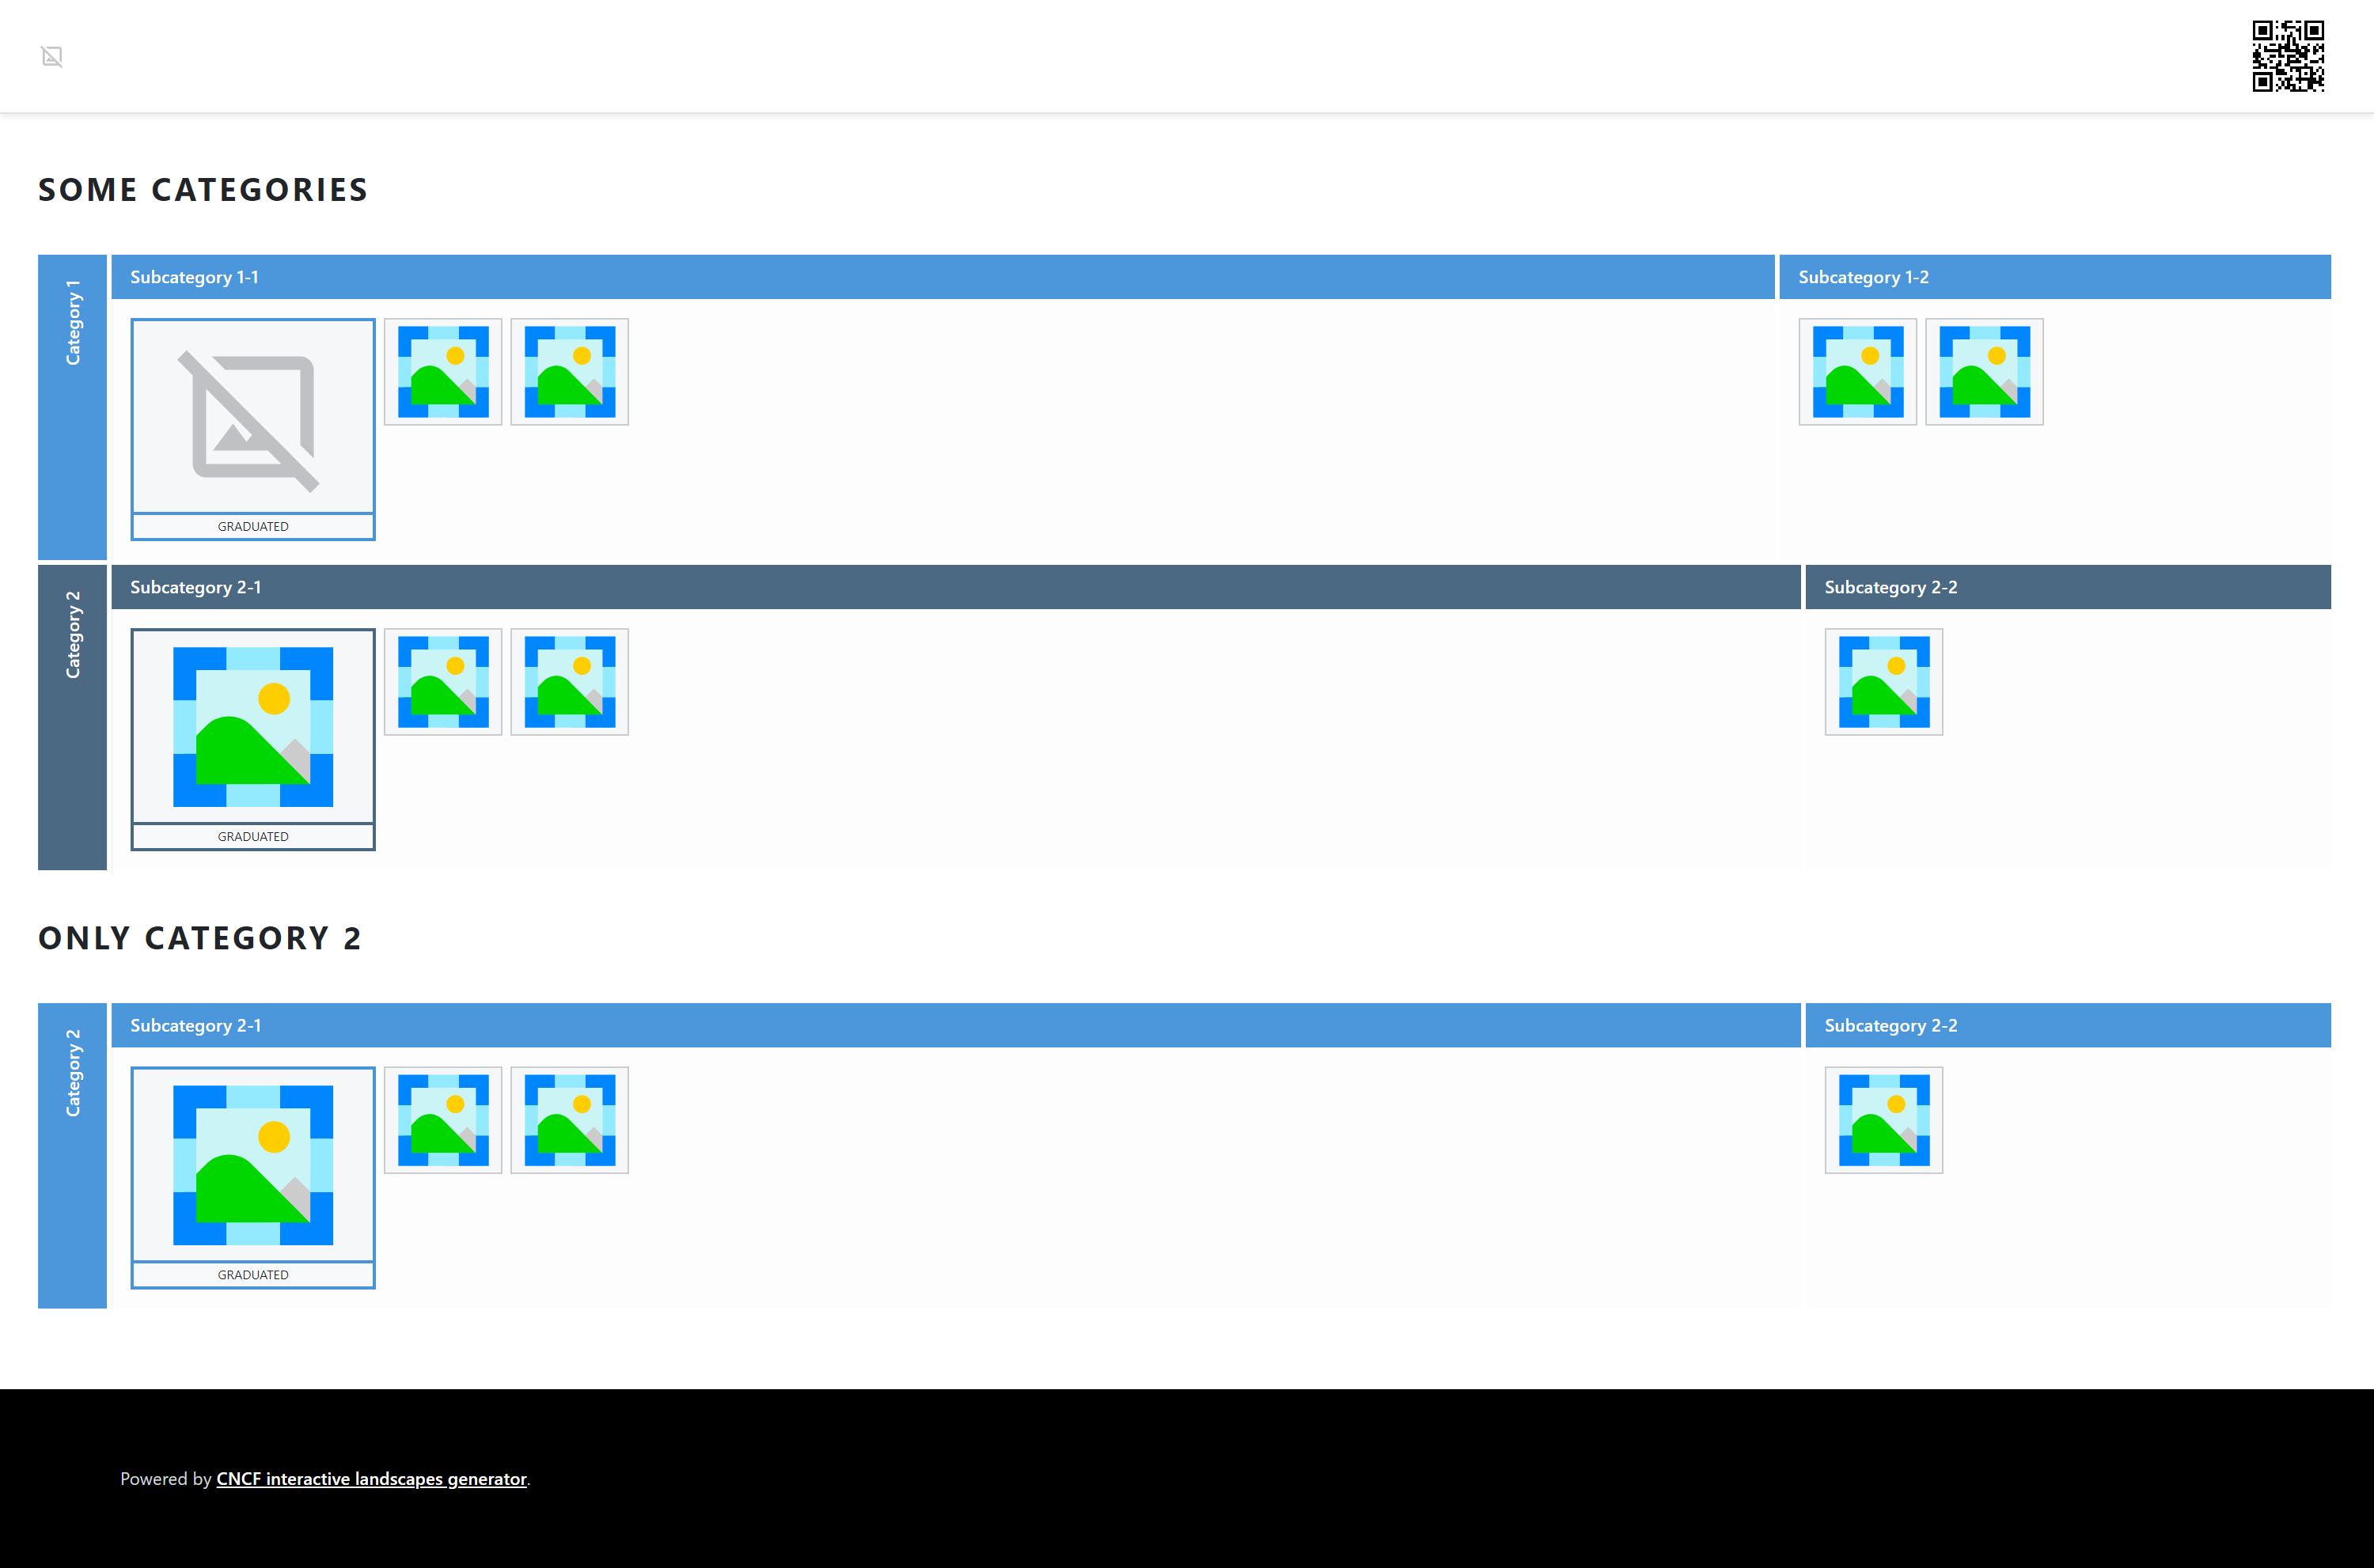 SOME CATEGORIES
Category 1
Subcategory 1-1
Subcategory 1-2
GRADUATED
Category 2
Subcategory 2-1
Subcategory 2-2
GRADUATED
ONLY CATEGORY 2
Category 2
Subcategory 2-1
Subcategory 2-2
GRADUATED
Powered by CNCF interactive landscapes generator.